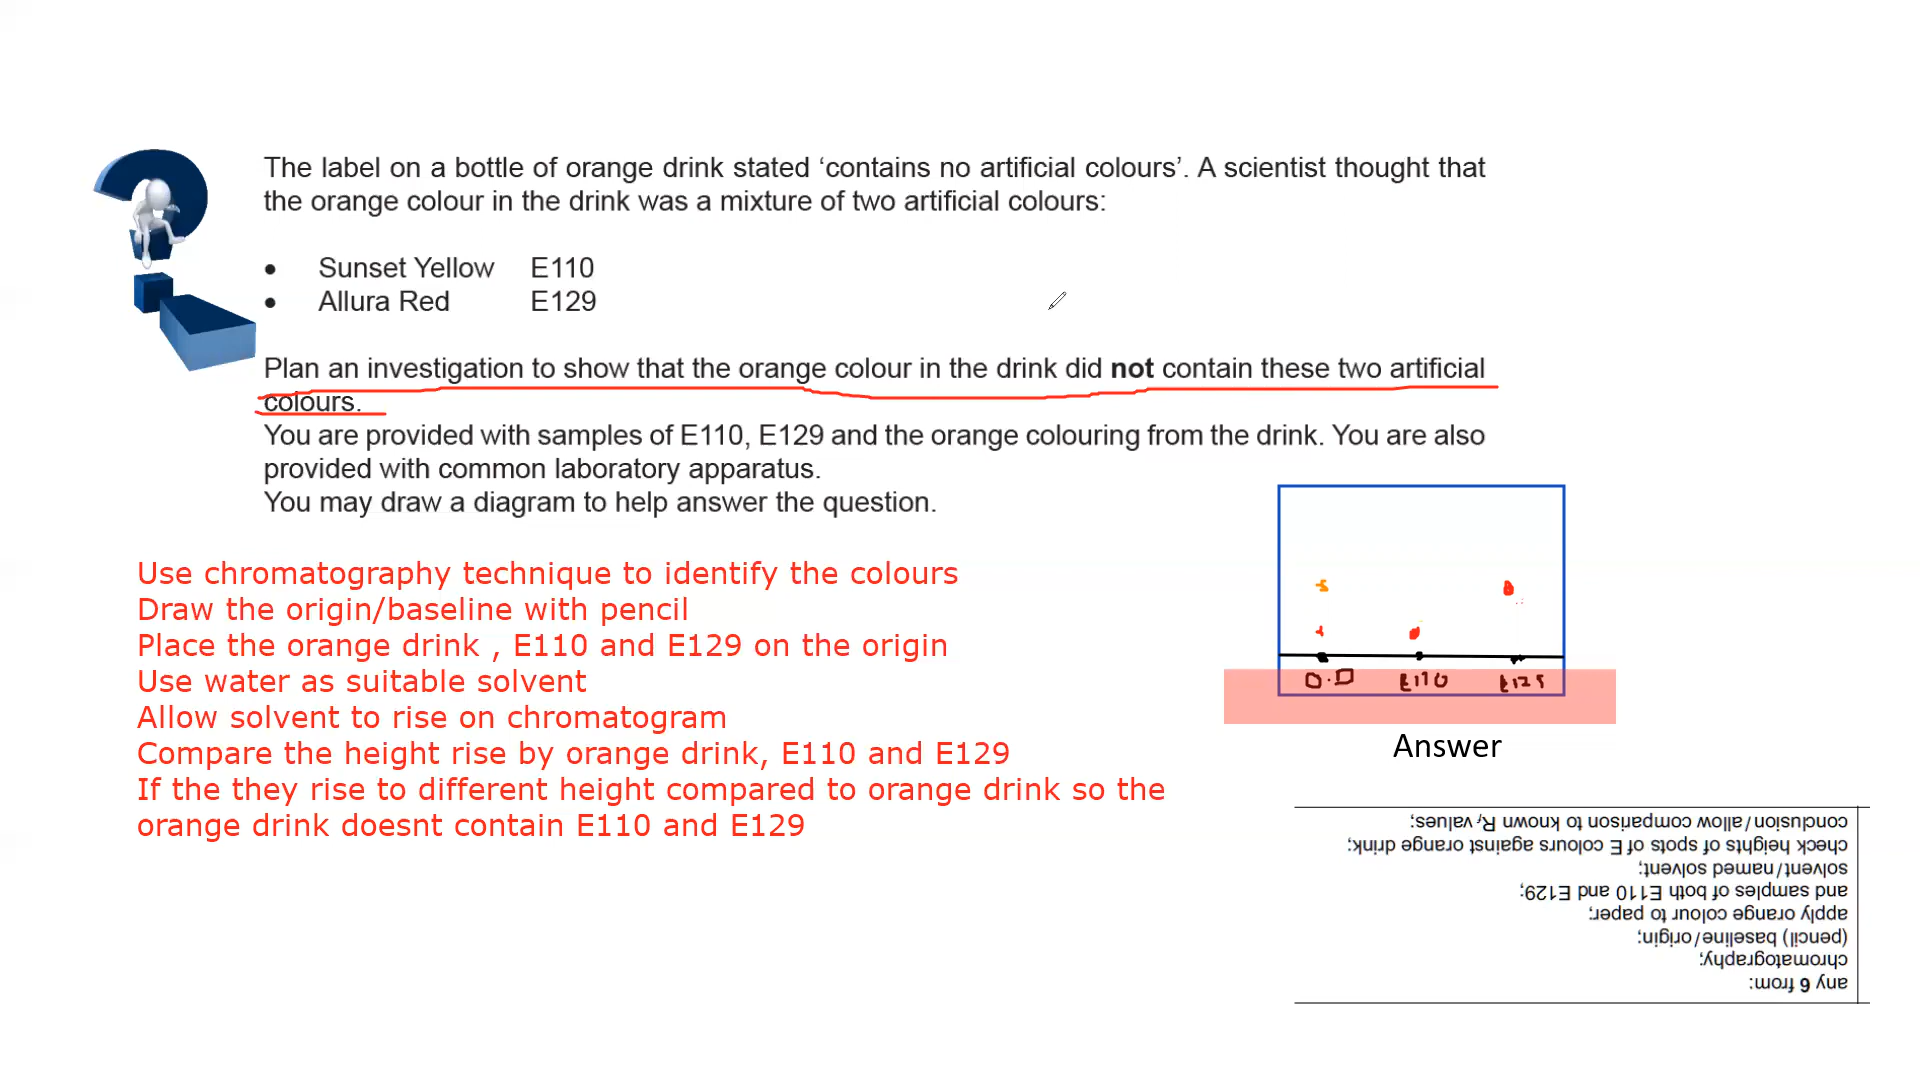 The label on a bottle of orange drink stated ‘contains no artificial colours’. A scientist thought that
the orange colour in the drink was a mixture of two artificial colours:
• Sunset Yellow E110
• Allura Red E129
Plan an investigation to show that the orange colour in the drink did not contain these two artificial
colours.
You are provided with samples of E110, E129 and the orange colouring from the drink. You are also
provided with common laboratory apparatus.
You may draw a diagram to help answer the question.
Use chromatography technique to identify the colours
Draw the origin/baseline with pencil
Place the orange drink , E110 and E129 on the origin
Use water as suitable solvent
Allow solvent to rise on chromatogram
Compare the height rise by orange drink, E110 and E129
If the they rise to different height compared to orange drink so the
orange drink doesnt contain E110 and E129
O.D E110 E129
Answer
any 6 from:
chromatography;
(pencil) baseline/origin;
apply orange colour to paper;
and samples of both E110 and E129;
solvent/named solvent;
check heights of spots of E colours against orange drink;
conclusion/allow comparison to known Rf values;